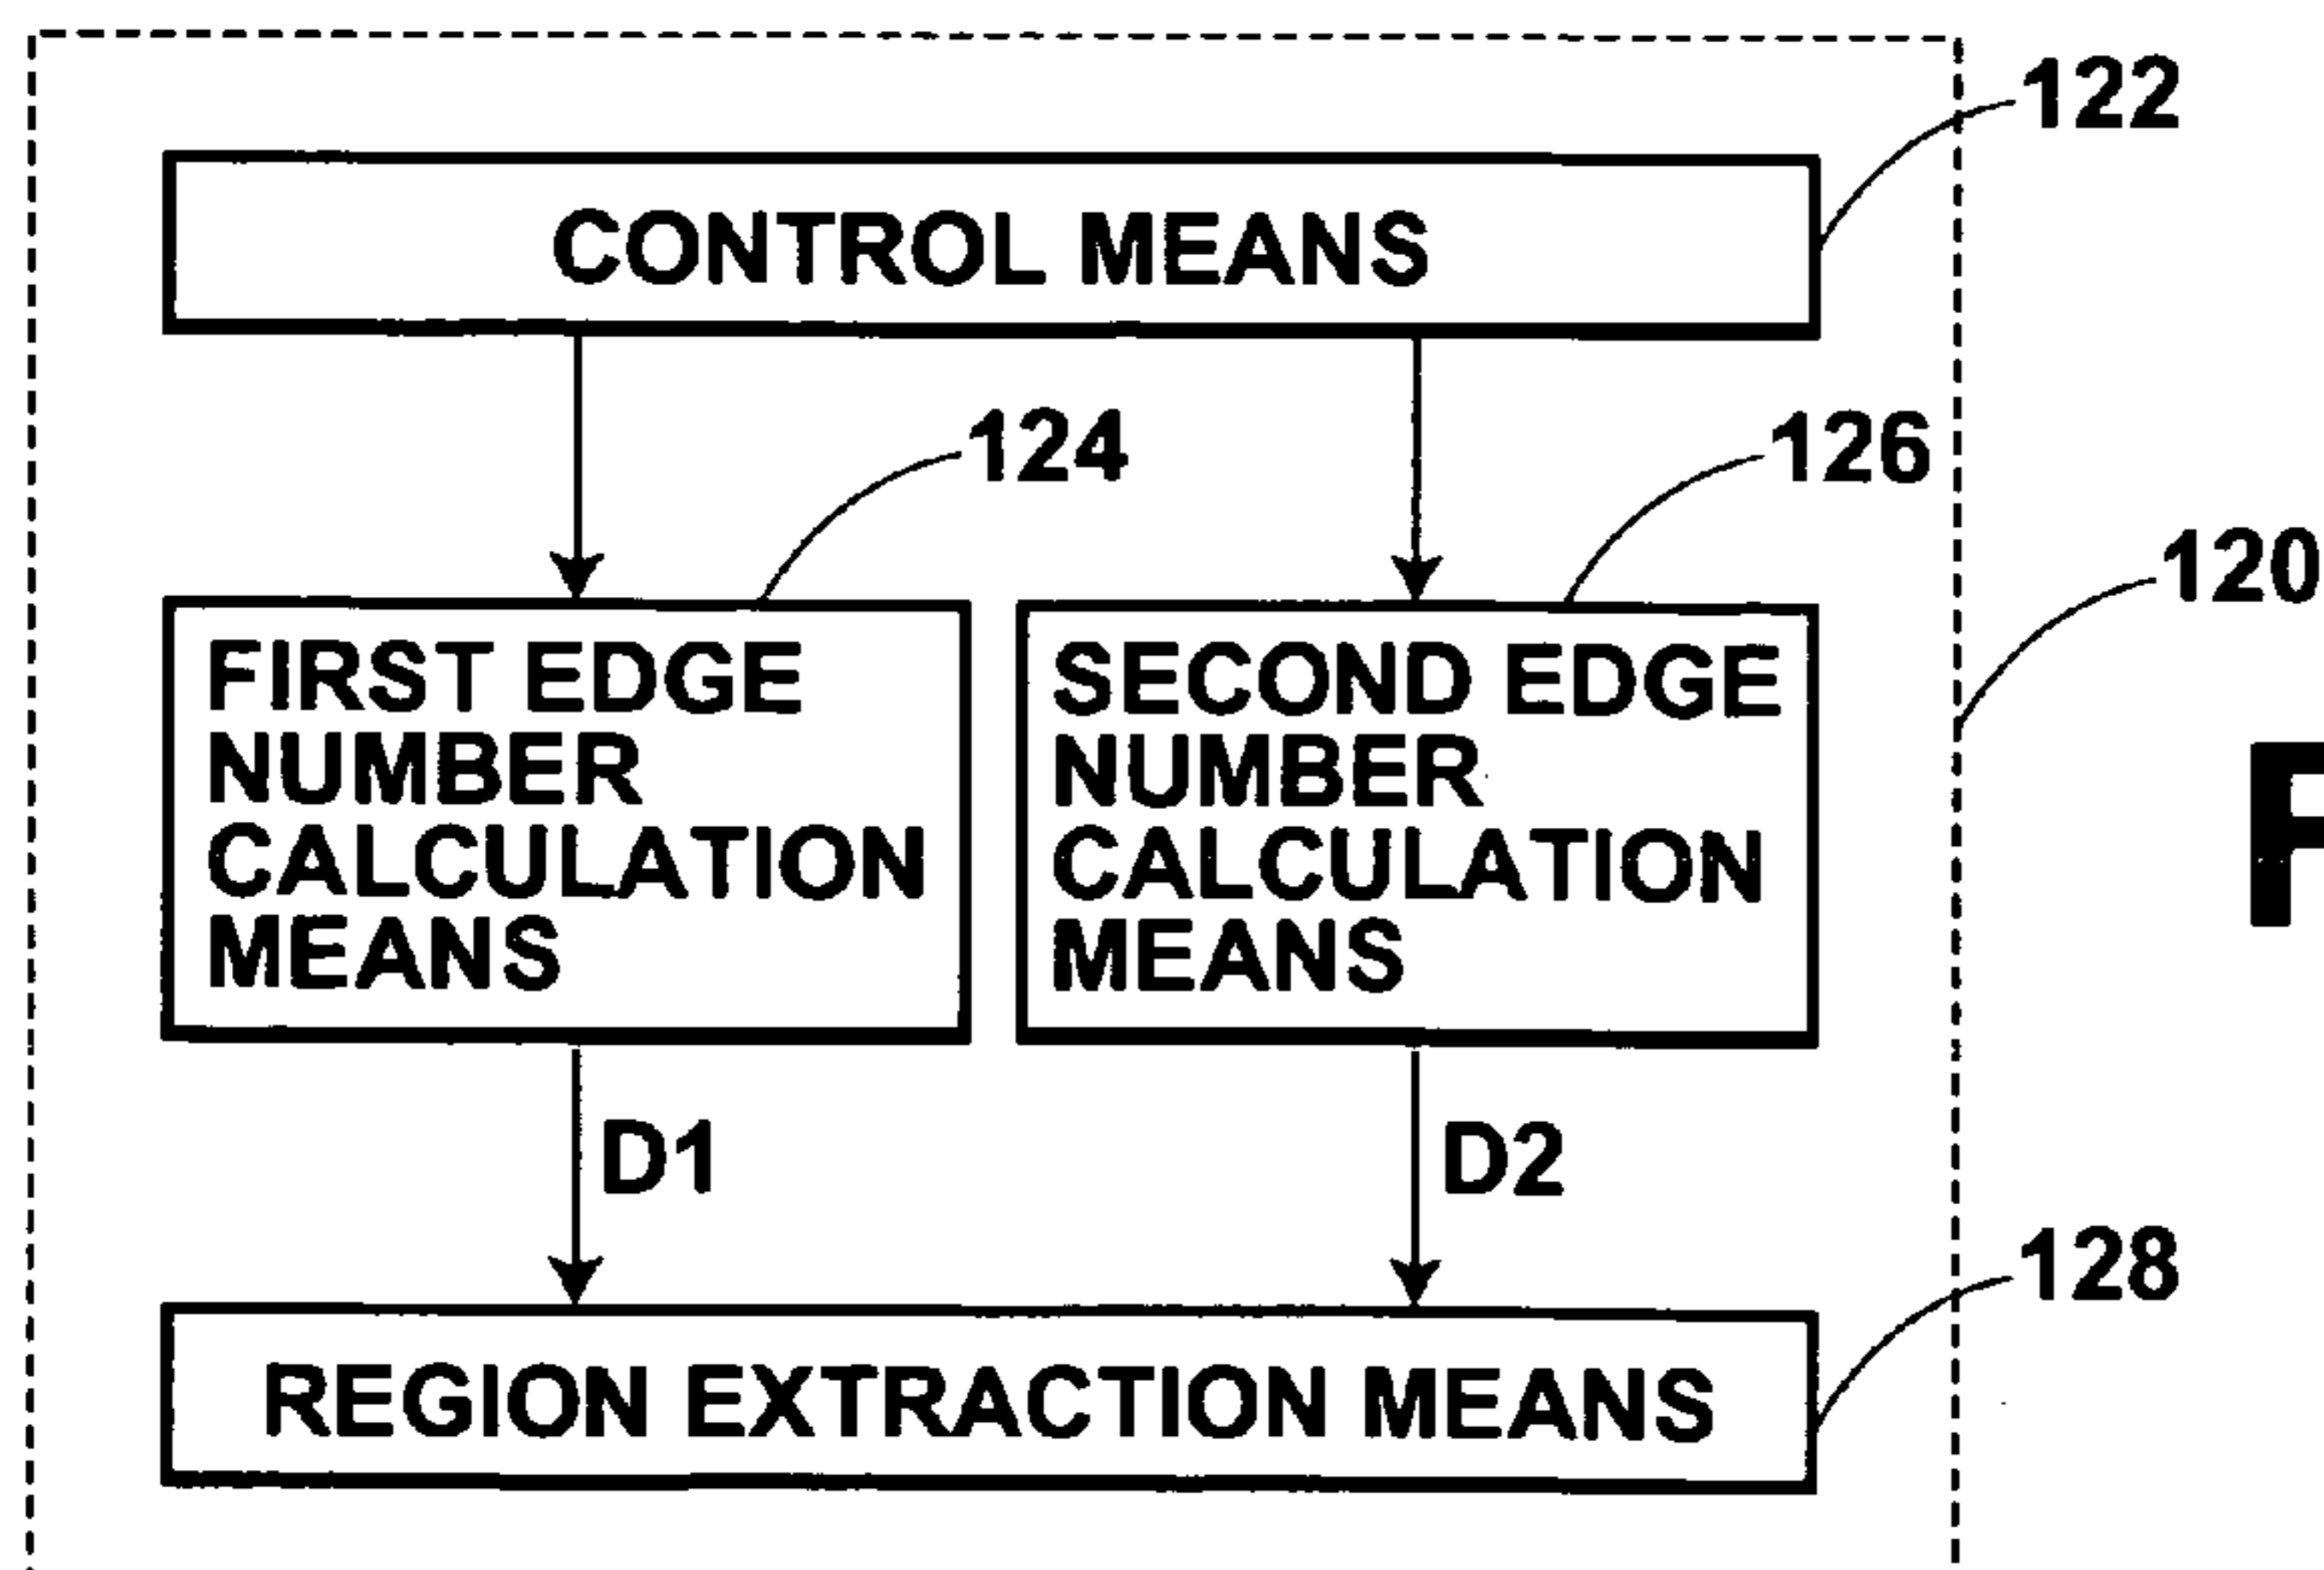 122
CONTROL MEANS
124
126
120
FIRST EDGE
NUMBER
CALCULATION
MEANS
SECOND EDGE
NUMBER
CALCULATION
MEANS
D1
D2
128
REGION EXTRACTION MEANS